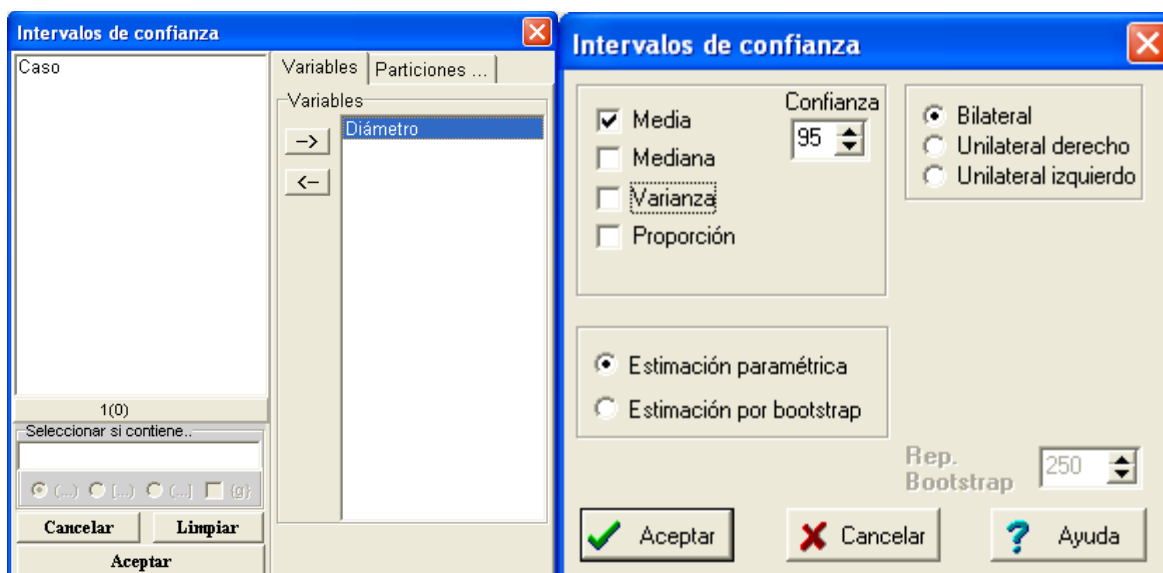 Intervalos de confianza
Caso
1(0)
Seleccionar si contiene..
(...) [...) (...] {g}
Cancelar Limpiar
Aceptar
Variables Particiones ...
Variables
-->
<--
Diámetro
Intervalos de confianza
Media
Mediana
Varianza
Proporción
Confianza
95
Bilateral
Unilateral derecho
Unilateral izquierdo
Estimación paramétrica
Estimación por bootstrap
Rep.
Bootstrap
250
Aceptar Cancelar Ayuda